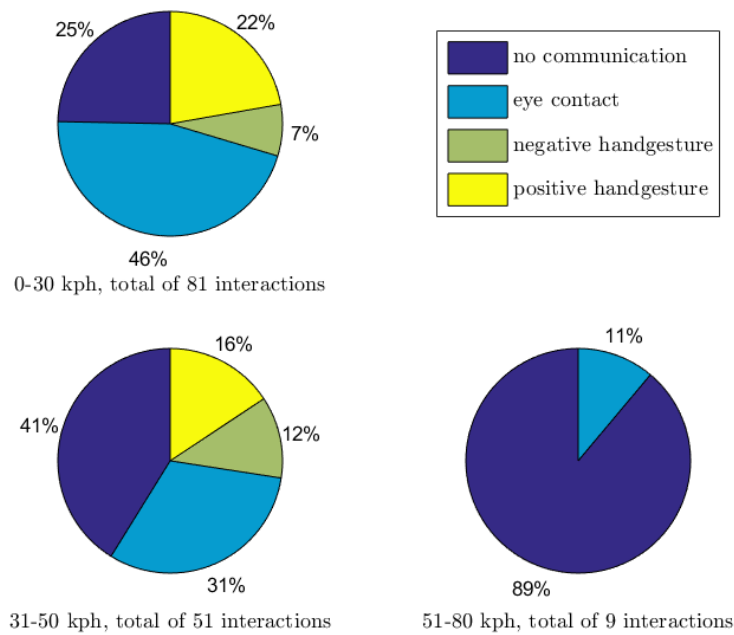 25%
22%
7%
46%
0-30 kph, total of 81 interactions
no communication
eye contact
negative handgesture
positive handgesture
41%
16%
12%
31%
31-50 kph, total of 51 interactions
11%
89%
51-80 kph, total of 9 interactions